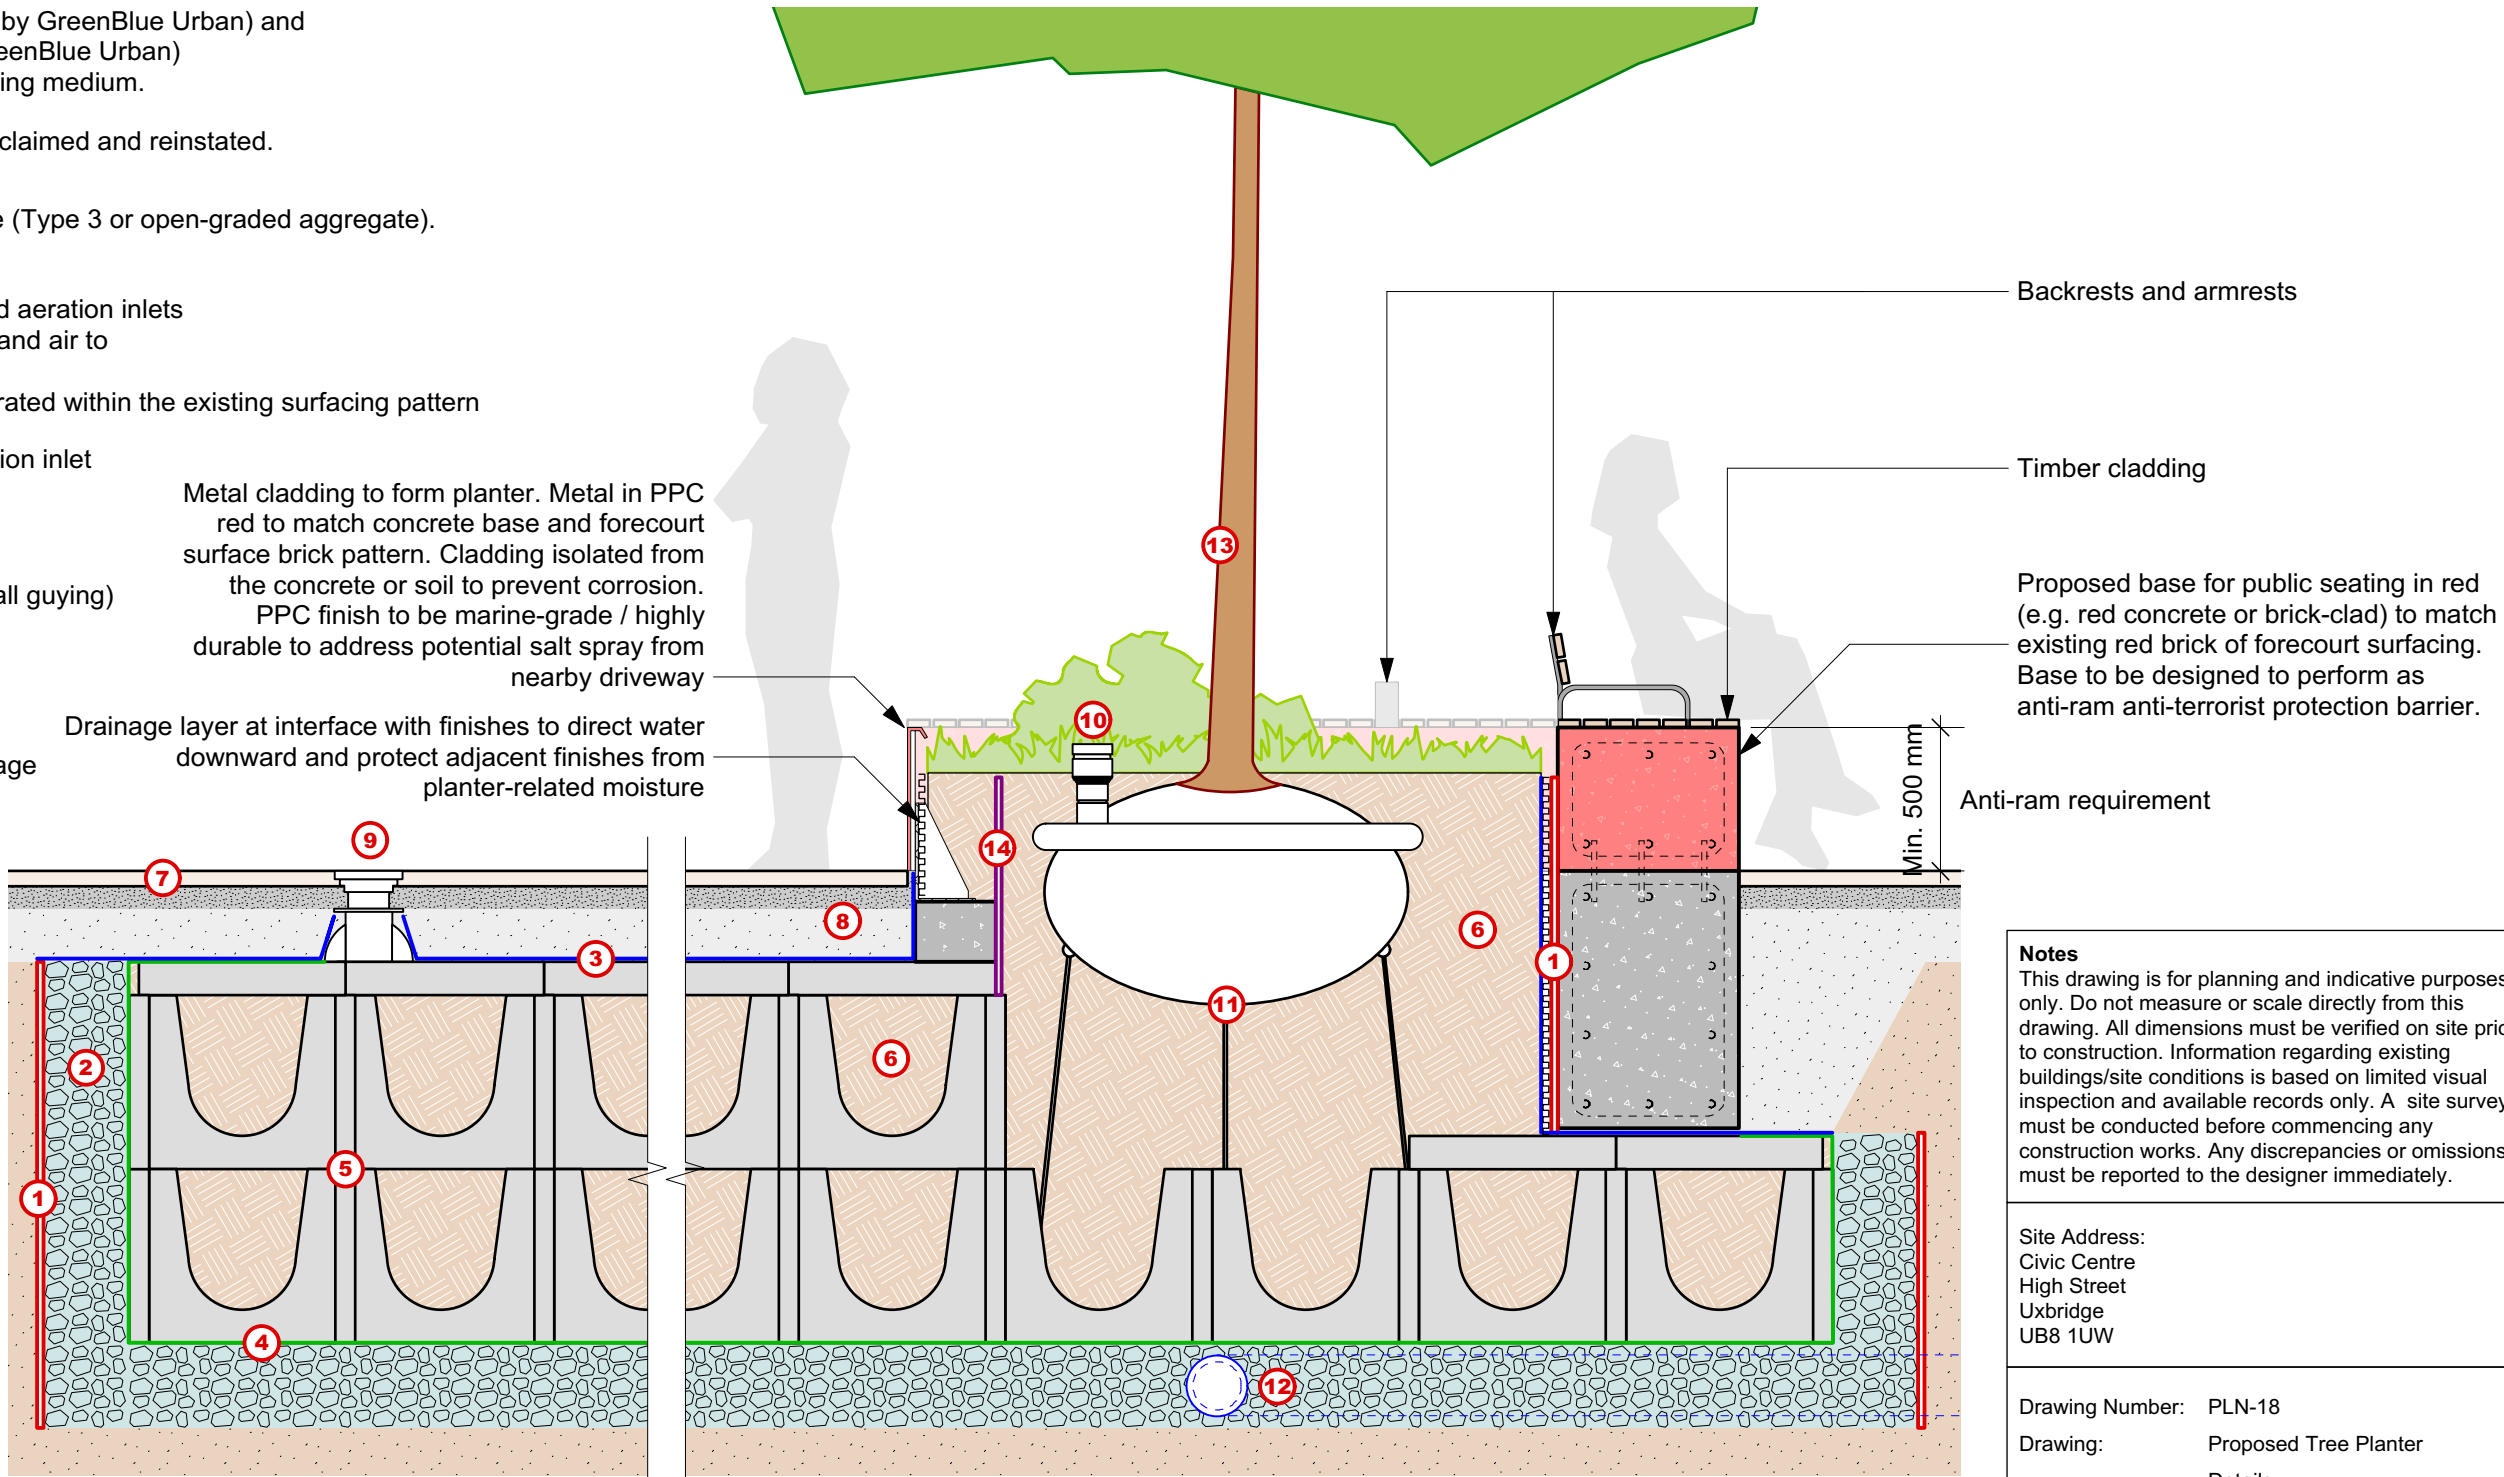 by GreenBlue Urban) and
eenBlue Urban)
ing medium.
claimed and reinstated.
e (Type 3 or open-graded aggregate).
d aeration inlets
and air to
rated within the existing surfacing pattern
ion inlet
all guying)
age
Metal cladding to form planter. Metal in PPC
red to match concrete base and forecourt
surface brick pattern. Cladding isolated from
the concrete or soil to prevent corrosion.
PPC finish to be marine-grade / highly
durable to address potential salt spray from
nearby driveway
Drainage layer at interface with finishes to direct water
downward and protect adjacent finishes from
planter-related moisture
Backrests and armrests
Timber cladding
Proposed base for public seating in red
(e.g. red concrete or brick-clad) to match
existing red brick of forecourt surfacing.
Base to be designed to perform as
anti-ram anti-terrorist protection barrier.
Min. 500 mm
Anti-ram requirement
13
10
9
14
7
8
6
3
1
11
2
6
5
1
4
12
Notes
This drawing is for planning and indicative purposes
only. Do not measure or scale directly from this
drawing. All dimensions must be verified on site prio
to construction. Information regarding existing
buildings/site conditions is based on limited visual
inspection and available records only. A site survey
must be conducted before commencing any
construction works. Any discrepancies or omissions
must be reported to the designer immediately.
Site Address:
Civic Centre
High Street
Uxbridge
UB8 1UW
Drawing Number: PLN-18
Drawing: Proposed Tree Planter
Details